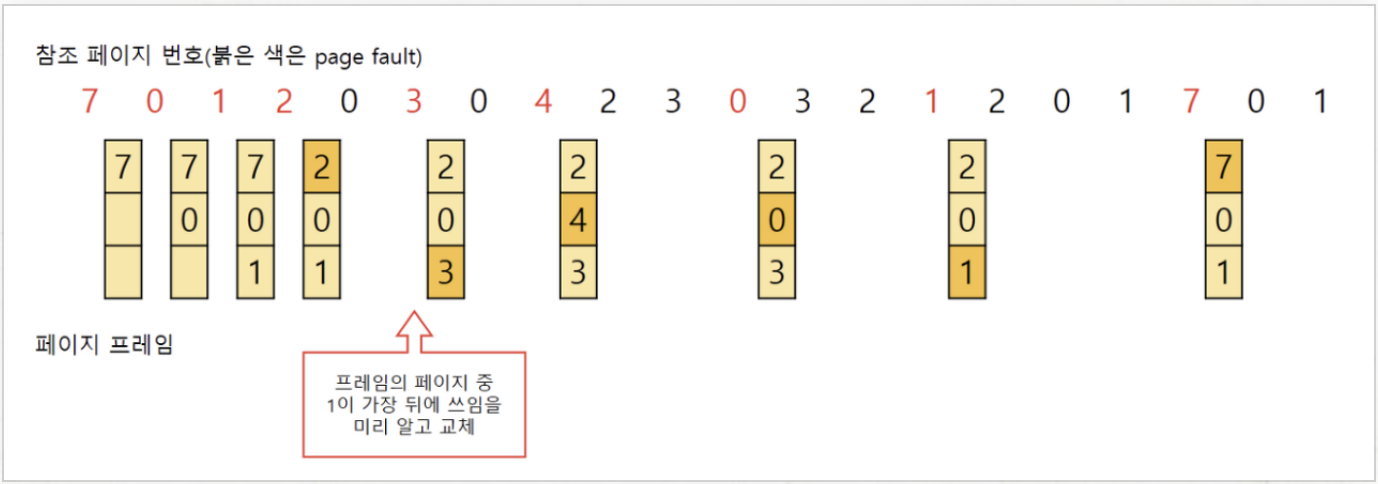 참조 페이지 번호(붉은 색은 page fault)
7 0 1 2 0 3 0 4 2 3 0 3 2 1 2 0 1 7 0 1
7 7 7 2 2 2 2 2 7
0 0 0 0 4 0 0 0
1 1 3 3 3 1 1
페이지 프레임
프레임의 페이지 중
1이 가장 뒤에 쓰임을
미리 알고 교체